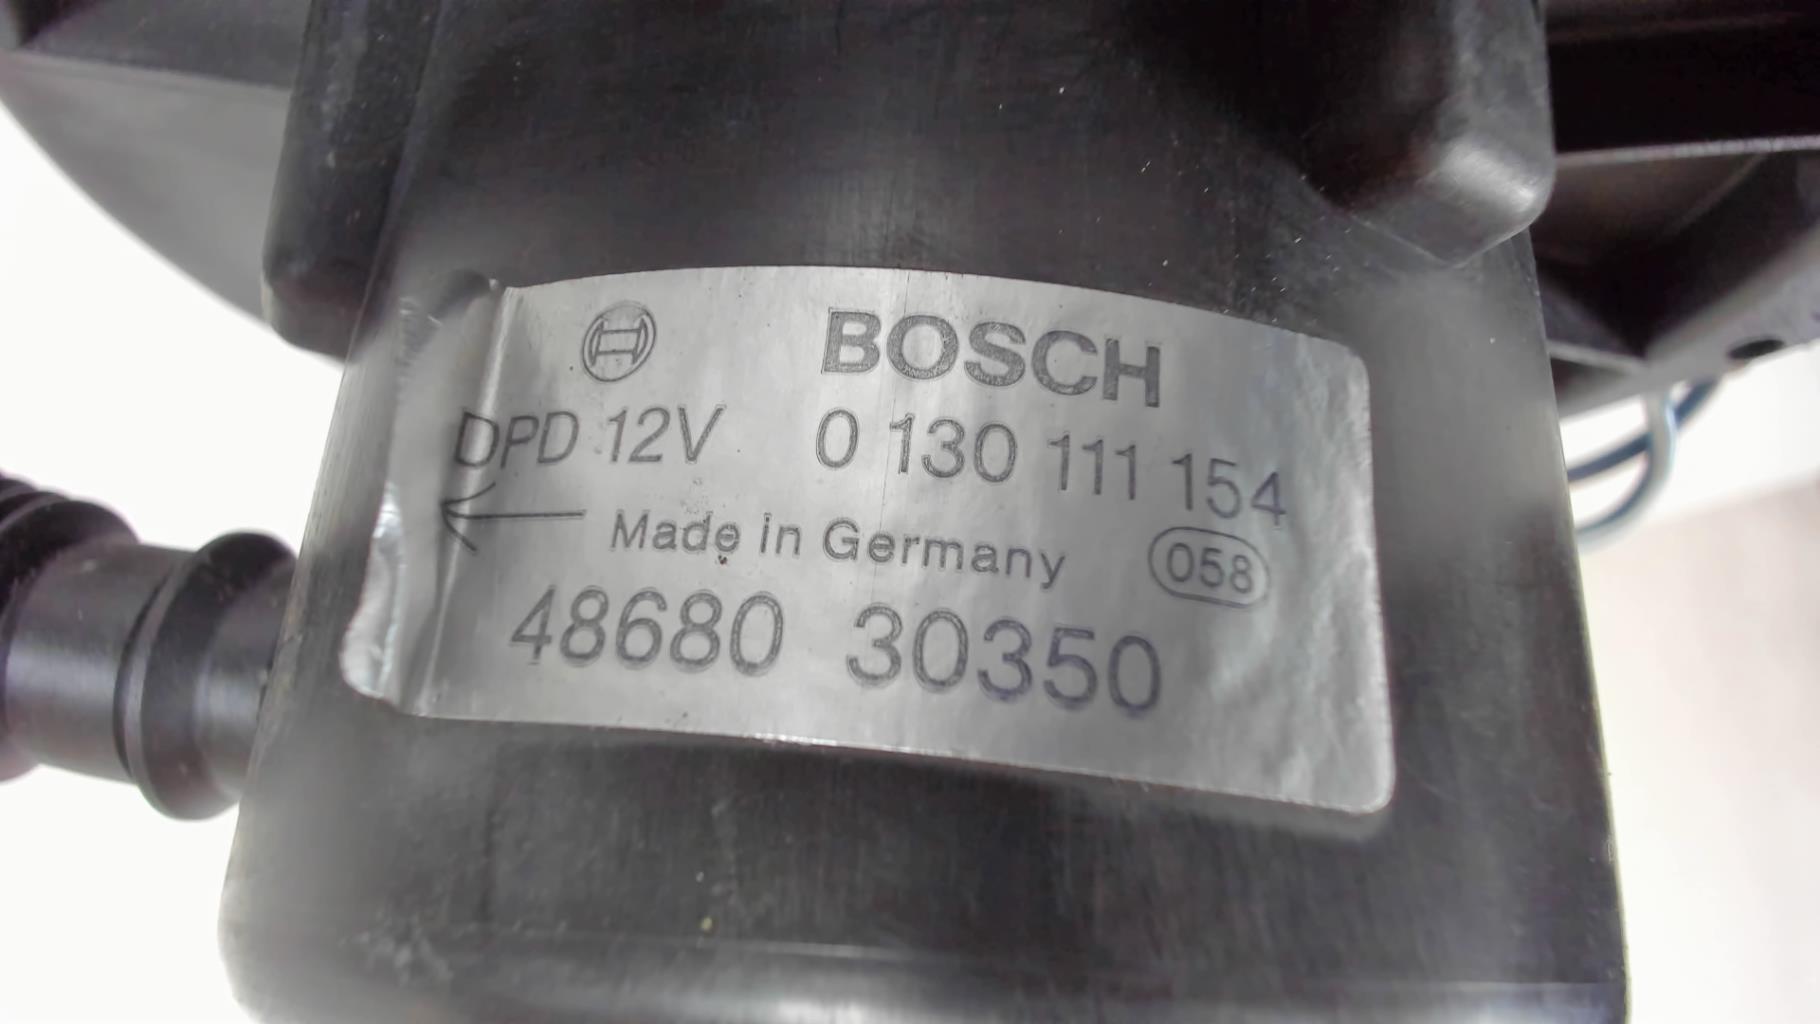 BOSCH
DPD 12V 0 130 111 154
Made in Germany 058
48680 30350